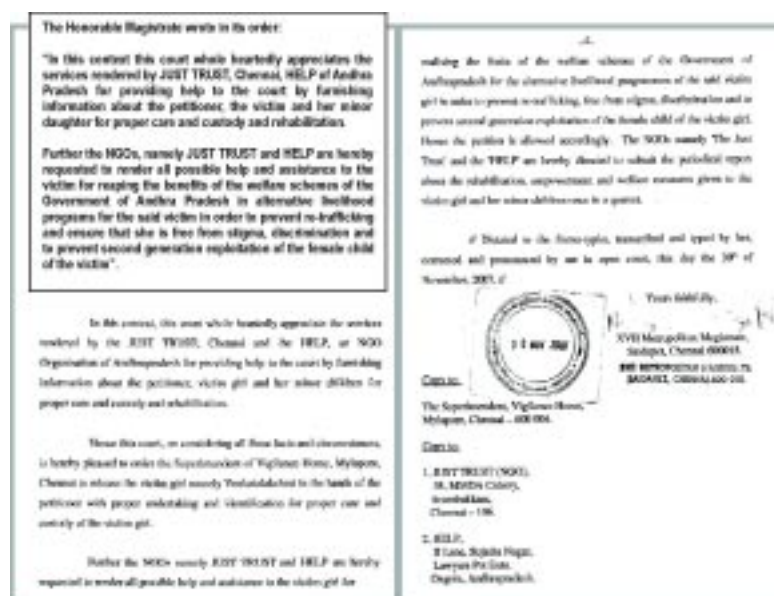 The Honorable Magistrate wrote in its order:
"In this context this court whole heartedly appreciates the
services rendered by JUST TRUST, Chennai, HELP of Andhra
Pradesh for providing help to the court by furnishing
information about the petitioner, the victim and her minor
daughter for proper care and custody and rehabilitation.
Further the NGOs, namely JUST TRUST and HELP are hereby
requested to render all possible help and assistance to the
victim for reaping the benefits of the welfare schemes of the
Government of Andhra Pradesh in alternative livelihood
programs for the said victim in order to prevent re-trafficking
and ensure that she is free from stigma, discrimination and
to prevent second generation exploitation of the female child
of the victim".
In this context, this court whole heartedly appreciate the services
rendered by the JUST TRUST, Chennai and the HELP, an NGO
Organisation of Andhrapradesh for providing help to the court by furnishing
information about the petitioner, victim girl and her minor children for
proper care and custody and rehabilitation.
Hence this court, on considering all these facts and circumstances,
is hereby pleased to order the Superintendent of Vigilance Home, Mylapore,
Chennai to release the victim girl namely to the hands of the
petitioner with proper undertaking and identification for proper care and
custody of the victim girl.
Further the NGOs namely JUST TRUST and HELP are hereby
requested to render all possible help and assistance to the victim girl for
realising the fruits of the welfare schemes of the Government of
Andhrapradesh for the alternative livelihood programmes of the said victim
girl in order to prevent re-trafficking, free from stigma, discrimination and to
prevent second generation exploitation of the female child of the victim girl.
Hence the petition is allowed accordingly. The NGOs namely 'The Just
Trust' and the 'HELP' are hereby directed to submit the periodical report
about the rehabilitation, empowerment and welfare measures given to the
victim girl and her minor children once in a quarter.
// Dictated to the Steno-typist, transcribed and typed by her,
corrected and pronounced by me in open court, this day the 30th of
November, 2007. //
Yours faithfully,
XVII Metropolitan Magistrate,
Saidapet, Chennai 600015.
Copy to:
The Superintendent, Vigilance Home,
Mylapore, Chennai – 600 004.
Copy to:
1. JUST TRUST (NGO),
Colony,
Arumbakkam,
Chennai – 106.
2. HELP,
Lane, Sujatha Nagar,
Lawyer Pet Extn.
Ongole, Andhrapradesh.